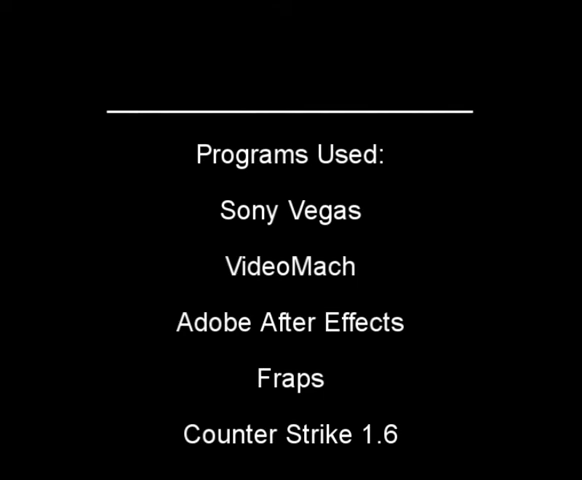 Programs Used:
Sony Vegas
VideoMach
Adobe After Effects
Fraps
Counter Strike 1.6